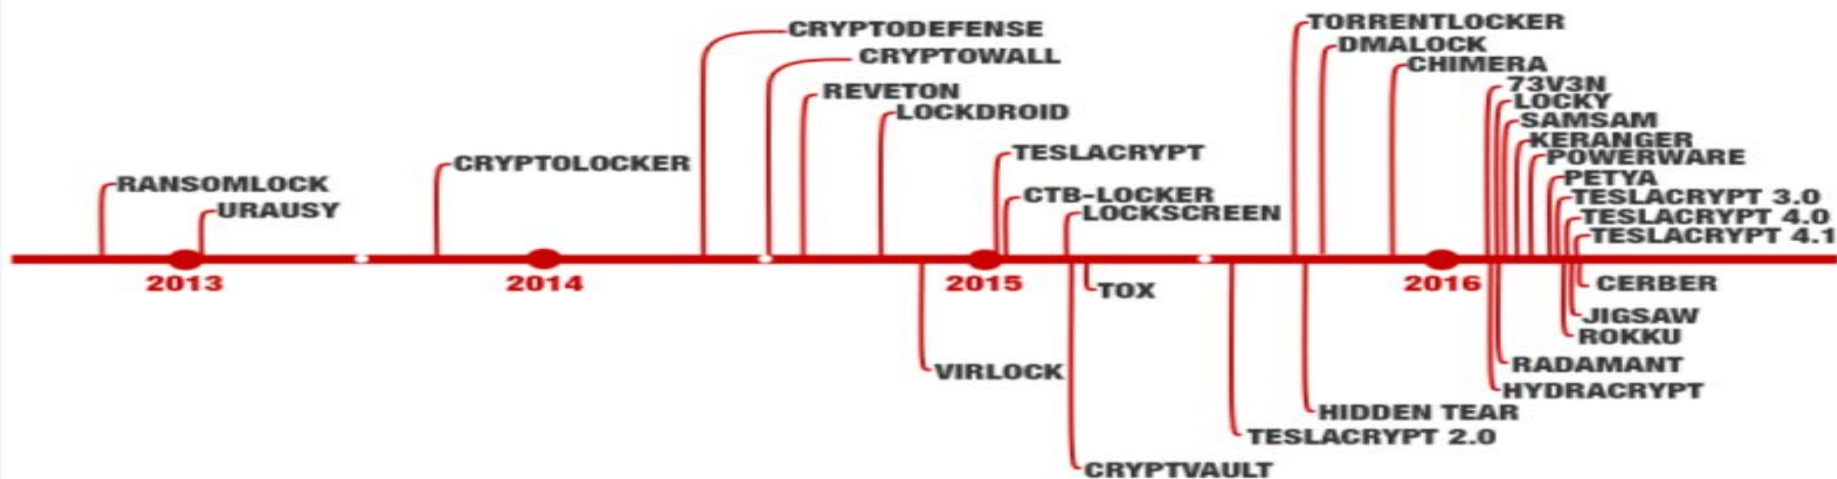 CRYPTODEFENSE
CRYPTOWALL
REVETON
LOCKDROID
TORRENTLOCKER
DMALOCK
CHIMERA
73V3N
LOCKY
SAMSAM
KERANGER
POWERWARE
PETYA
TESLACRYPT 3.0
TESLACRYPT 4.0
TESLACRYPT 4.1
RANSOMLOCK
URAUSY
CRYPTOLOCKER
TESLACRYPT
CTB-LOCKER
LOCKSCREEN
2013
2014
2015
2016
TOX
VIRLOCK
CERBER
JIGSAW
ROKKU
RADAMANT
HYDRACRYPT
HIDDEN TEAR
TESLACRYPT 2.0
CRYPTVAULT